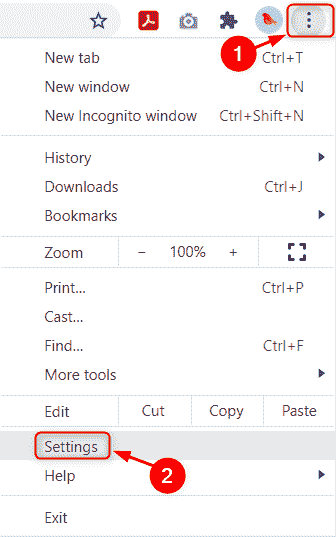 1
New tab Ctrl+T
New window Ctrl+N
New Incognito window Ctrl+Shift+N
History
Downloads Ctrl+J
Bookmarks
Zoom − 100% +
Print... Ctrl+P
Cast...
Find... Ctrl+F
More tools
Edit Cut Copy Paste
Settings
2
Help
Exit